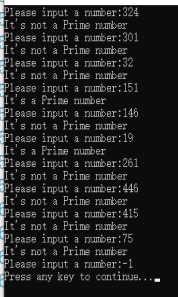 Please input a number:324
It's not a Prime number
Please input a number:301
It's not a Prime number
Please input a number:32
It's not a Prime number
Please input a number:151
It's a Prime number
Please input a number:146
It's not a Prime number
Please input a number:19
It's a Prime number
Please input a number:261
It's not a Prime number
Please input a number:446
It's not a Prime number
Please input a number:415
It's not a Prime number
Please input a number:75
It's not a Prime number
Please input a number:-1
Press any key to continue...